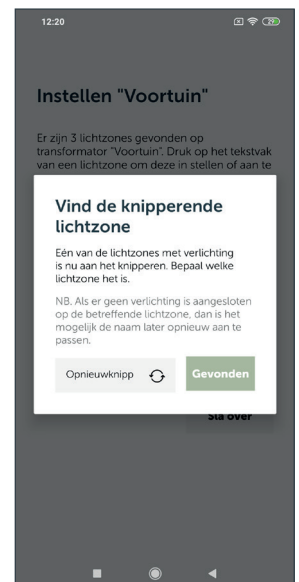 12:20
Instellen "Voortuin"
Er zijn 3 lichtzones gevonden op
transformator "Voortuin". Druk op het tekstvak
van een lichtzone om deze in stellen of aan te
Vind de knipperende
lichtzone
Eén van de lichtzones met verlichting
is nu aan het knipperen. Bepaal welke
lichtzone het is.
NB. Als er geen verlichting is aangesloten
op de betreffende lichtzone, dan is het
mogelijk de naam later opnieuw aan te
passen.
Opnieuwknipp
Gevonden
Sla over